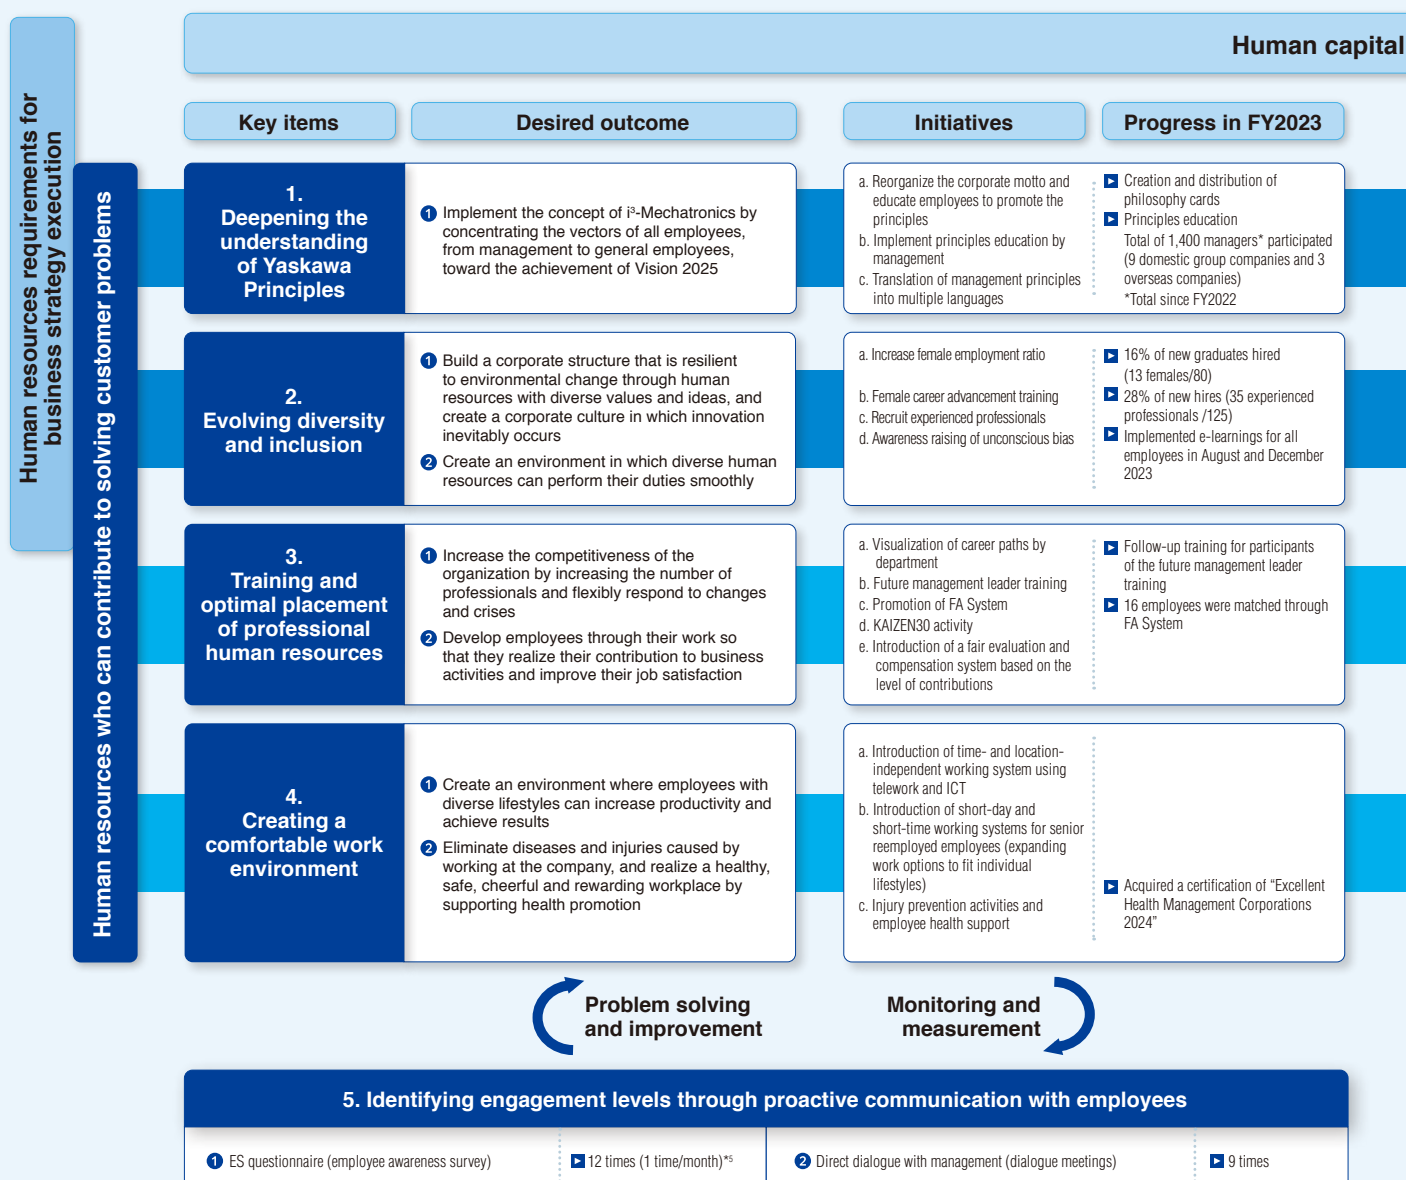 Human capital
Human resources requirements for
business strategy execution
Human resources who can contribute to solving customer problems
Key items
Desired outcome
Initiatives
Progress in FY2023
1.
Deepening the
understanding
of Yaskawa
Principles
❶ Implement the concept of i³-Mechatronics by
concentrating the vectors of all employees,
from management to general employees,
toward the achievement of Vision 2025
a. Reorganize the corporate motto and
educate employees to promote the
principles
b. Implement principles education by
management
c. Translation of management principles
into multiple languages
Creation and distribution of
philosophy cards
Principles education
Total of 1,400 managers* participated
(9 domestic group companies and 3
overseas companies)
*Total since FY2022
2.
Evolving diversity
and inclusion
❶ Build a corporate structure that is resilient
to environmental change through human
resources with diverse values and ideas, and
create a corporate culture in which innovation
inevitably occurs
❷ Create an environment in which diverse human
resources can perform their duties smoothly
a. Increase female employment ratio
b. Female career advancement training
c. Recruit experienced professionals
d. Awareness raising of unconscious bias
16% of new graduates hired
(13 females/80)
28% of new hires (35 experienced
professionals /125)
Implemented e-learnings for all
employees in August and December
2023
3.
Training and
optimal placement
of professional
human resources
❶ Increase the competitiveness of the
organization by increasing the number of
professionals and flexibly respond to changes
and crises
❷ Develop employees through their work so
that they realize their contribution to business
activities and improve their job satisfaction
a. Visualization of career paths by
department
b. Future management leader training
c. Promotion of FA System
d. KAIZEN30 activity
e. Introduction of a fair evaluation and
compensation system based on the
level of contributions
Follow-up training for participants
of the future management leader
training
16 employees were matched through
FA System
4.
Creating a
comfortable work
environment
❶ Create an environment where employees with
diverse lifestyles can increase productivity and
achieve results
❷ Eliminate diseases and injuries caused by
working at the company, and realize a healthy,
safe, cheerful and rewarding workplace by
supporting health promotion
a. Introduction of time- and location-
independent working system using
telework and ICT
b. Introduction of short-day and
short-time working systems for senior
reemployed employees (expanding
work options to fit individual
lifestyles)
c. Injury prevention activities and
employee health support
Acquired a certification of “Excellent
Health Management Corporations
2024”
Problem solving
and improvement
Monitoring and
measurement
5. Identifying engagement levels through proactive communication with employees
❶ ES questionnaire (employee awareness survey)
12 times (1 time/month)*⁵
❷ Direct dialogue with management (dialogue meetings)
9 times